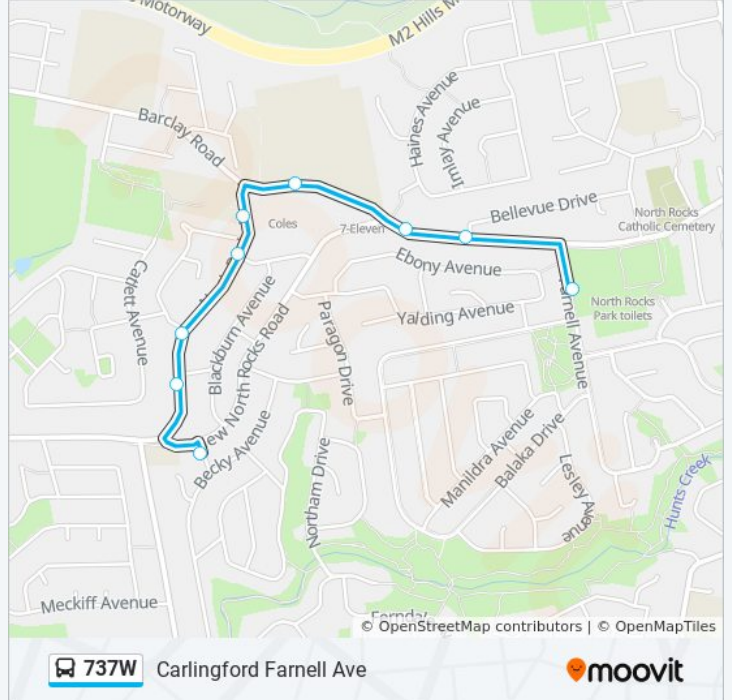 Motorway
M2 Hills M
Barclay Road
Haines Avenue
Imlay Avenue
Bellevue Drive
North Rocks
Catholic Cemetery
Coles
7-Eleven
Ebony Avenue
Catlett Avenue
Blackburn Avenue
New North Rocks Road
Paragon Drive
Yalding Avenue
North Rocks
Park toilets
Farnell Avenue
Becky Avenue
Northam Drive
Manildra Avenue
Balaka Drive
Lesley Avenue
Hunts Creek
Meckiff Avenue
Ferndal
© OpenStreetMap contributors | © OpenMapTiles
737W Carlingford Farnell Ave moovit